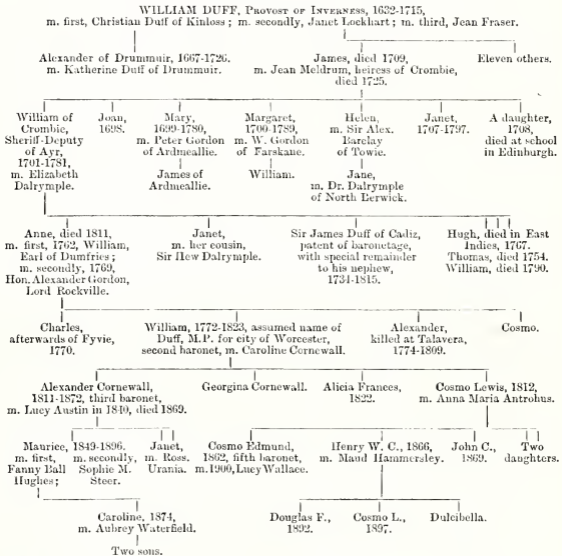 WILLIAM DUFF, PROVOST OF INVERNESS, 1632-1715,
m. first, Christian Duff of Kinloss; m. secondly, Janet Lockhart; m. third, Jean Fraser.
Alexander of Drummuir, 1667-1726.
m. Katherine Duff of Drummuir.
James, died 1709,
m. Jean Meldrum, heiress of Crombie,
died 1725.
Eleven others.
William of
Crombie,
Sheriff-Deputy
of Ayr,
1701-1781,
m. Elizabeth
Dalrymple.
Joan,
1698.
Mary,
1699-1780,
m. Peter Gordon
of Ardmeallie.
James of
Ardmeallie.
Margaret,
1700-1789,
m. W. Gordon
of Farskane.
William.
Helen,
m. Sir Alex.
Barclay
of Towie.
Jane,
m. Dr. Dalrymple
of North Berwick.
Janet,
1707-1797.
A daughter,
1708,
died at school
in Edinburgh.
Anne, died 1811,
m. first, 1762, William,
Earl of Dumfries;
m. secondly, 1769,
Hon. Alexander Gordon,
Lord Rockville.
Janet,
m. her cousin,
Sir Hew Dalrymple.
Sir James Duff of Cadiz,
patent of baronetage,
with special remainder
to his nephew,
1734-1815.
Hugh, died in East
Indies, 1767.
Thomas, died 1754.
William, died 1790.
Charles,
afterwards of Fyvie,
1770.
William, 1772-1823, assumed name of
Duff, M.P. for city of Worcester,
second baronet, m. Caroline Cornewall.
Alexander,
killed at Talavera,
1774-1809.
Cosmo.
Alexander Cornewall,
1811-1872, third baronet,
m. Lucy Austin in 1849, died 1869.
Georgina Cornewall.
Alicia Frances,
1822.
Cosmo Lewis, 1812,
m. Anna Maria Antrobus.
Maurice, 1849-1896.
m. first, m. secondly,
Fanny Ball Sophie M.
Hughes; Steer.
Janet,
m. Ross.
Urania.
Cosmo Edmund,
1862, fifth baronet,
m. 1900, Lucy Wallace.
Henry W. C., 1866,
m. Maud Hammersley.
John C.,
1869.
Two
daughters.
Caroline, 1874,
m. Aubrey Waterfield.
Two sons.
Douglas F.,
1892.
Cosmo L.,
1897.
Dulcibella.